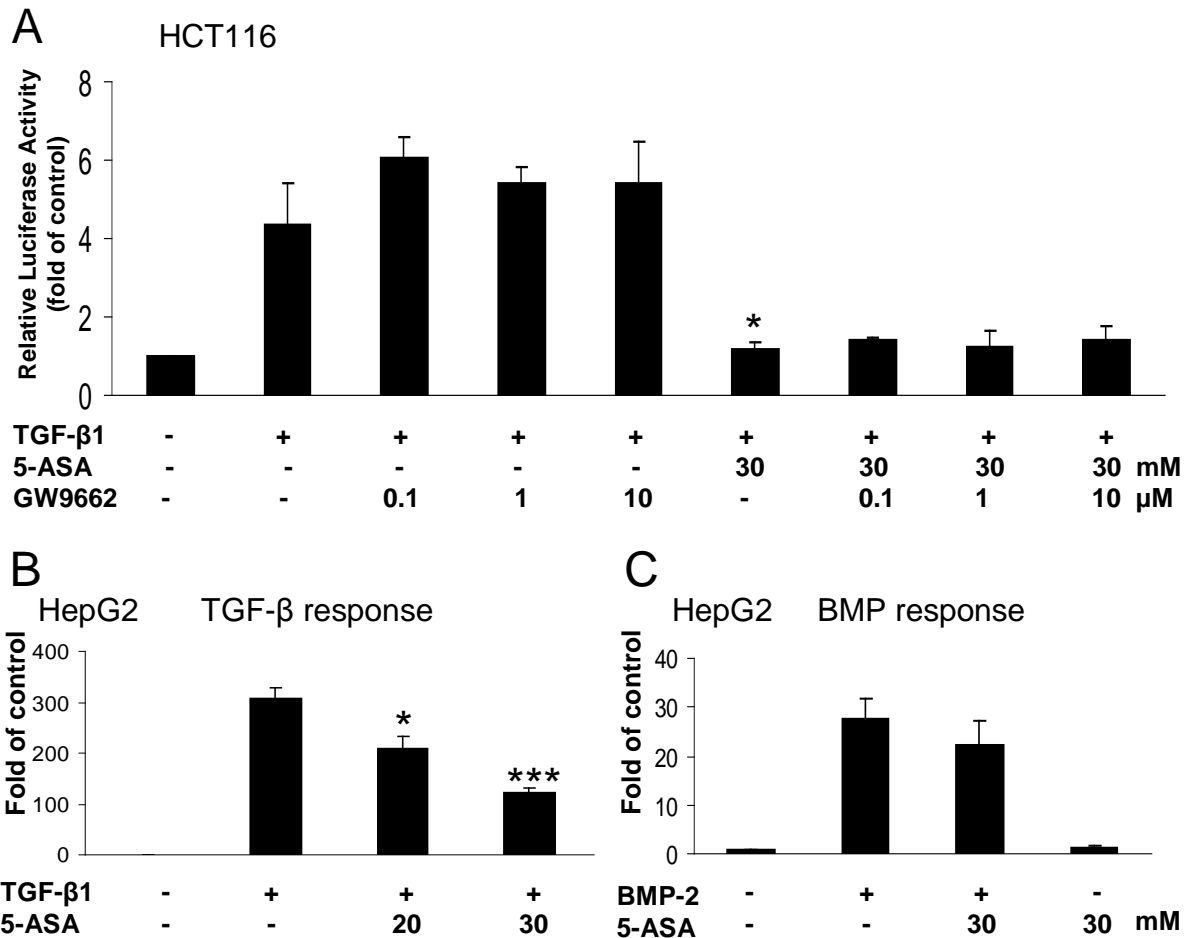 A
HCT116
Relative Luciferase Activity
(fold of control)
8
6
4
2
0
*
TGF-β1 - + + + + + + + +
5-ASA - - - - - 30 30 30 30 mM
GW9662 - - 0.1 1 10 - 0.1 1 10 μM
B
HepG2 TGF-β response
Fold of control
400
300
200
100
0
*
***
TGF-β1 - + + +
5-ASA - - 20 30
C
HepG2 BMP response
Fold of control
40
30
20
10
0
BMP-2 - + + -
5-ASA - - 30 30 mM